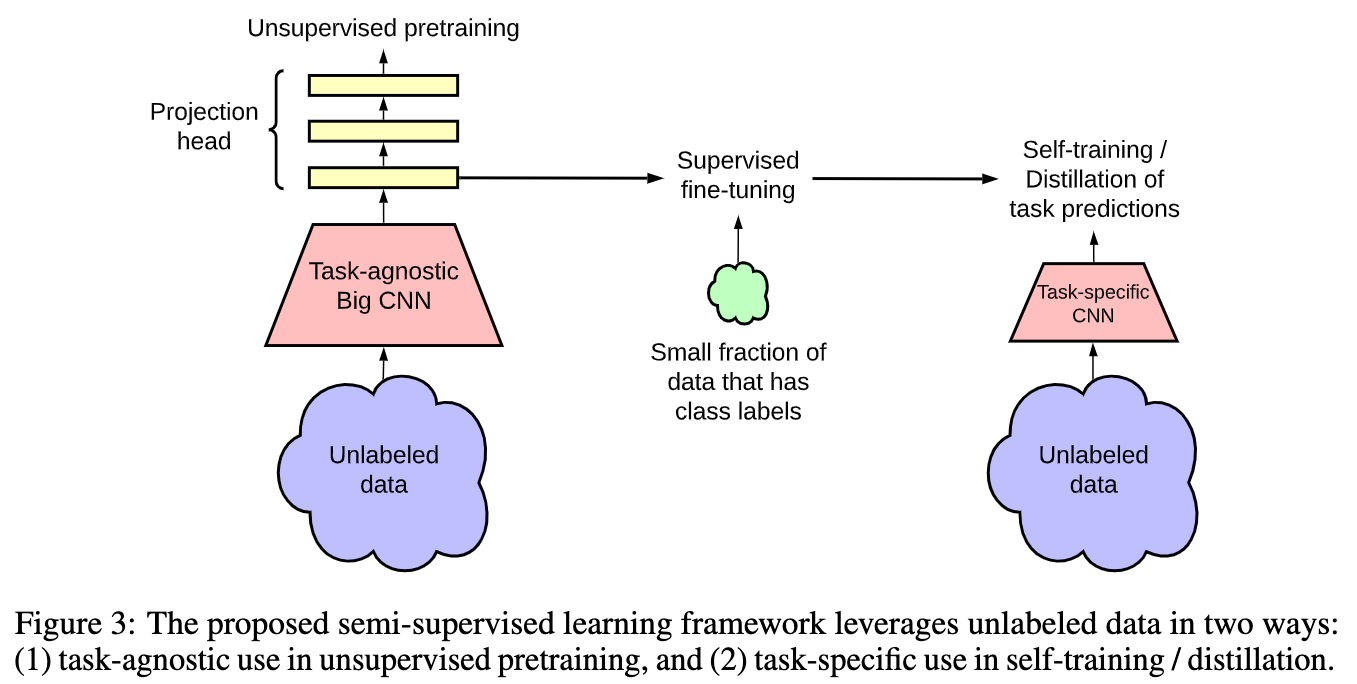 Unsupervised pretraining
Projection
head
Task-agnostic
Big CNN
Unlabeled
data
Supervised
fine-tuning
Small fraction of
data that has
class labels
Self-training /
Distillation of
task predictions
Task-specific
CNN
Unlabeled
data
Figure 3: The proposed semi-supervised learning framework leverages unlabeled data in two ways:
(1) task-agnostic use in unsupervised pretraining, and (2) task-specific use in self-training / distillation.